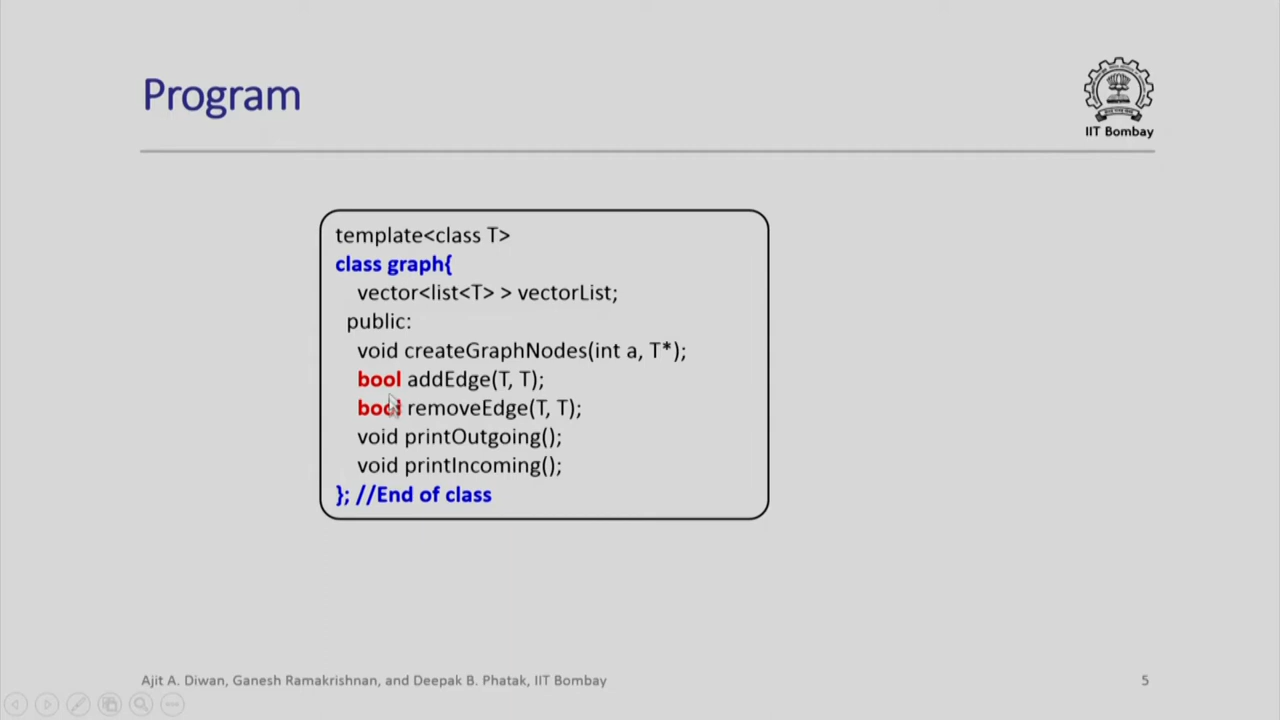 Program
IIT Bombay
template<class T>
class graph{
vector<list<T> > vectorList;
public:
void createGraphNodes(int a, T*);
bool addEdge(T, T);
bool removeEdge(T, T);
void printOutgoing();
void printIncoming();
}; //End of class
Ajit A. Diwan, Ganesh Ramakrishnan, and Deepak B. Phatak, IIT Bombay
5